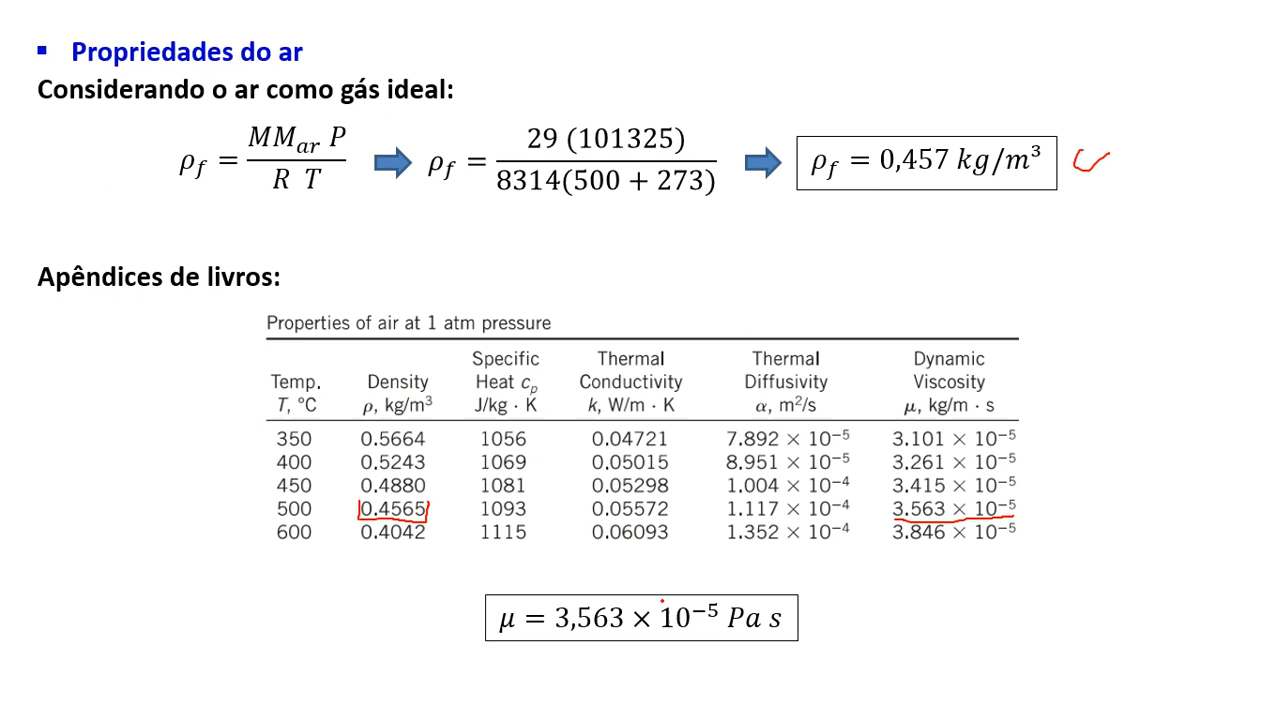 ▪ Propriedades do ar
Considerando o ar como gás ideal:
ρ_f = (MM_ar P)/(R T) ➡ ρ_f = (29 (101325))/(8314(500 + 273)) ➡ ρ_f = 0,457 kg/m³
Apêndices de livros:
Properties of air at 1 atm pressure
Temp. T, °C | Density ρ, kg/m³ | Specific Heat c_p J/kg · K | Thermal Conductivity k, W/m · K | Thermal Diffusivity α, m²/s | Dynamic Viscosity μ, kg/m · s
350 0.5664 1056 0.04721 7.892 × 10⁻⁵ 3.101 × 10⁻⁵
400 0.5243 1069 0.05015 8.951 × 10⁻⁵ 3.261 × 10⁻⁵
450 0.4880 1081 0.05298 1.004 × 10⁻⁴ 3.415 × 10⁻⁵
500 0.4565 1093 0.05572 1.117 × 10⁻⁴ 3.563 × 10⁻⁵
600 0.4042 1115 0.06093 1.352 × 10⁻⁴ 3.846 × 10⁻⁵
μ = 3,563 × 10⁻⁵ Pa s